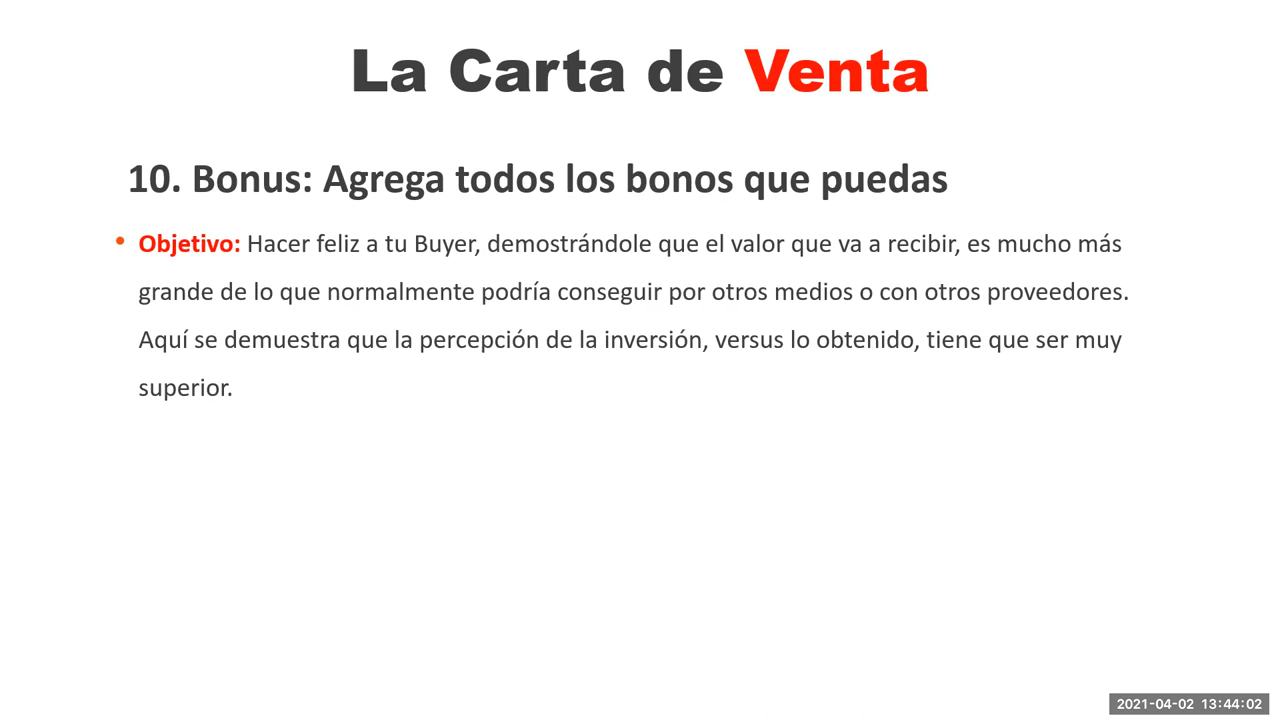 La Carta de Venta
10. Bonus: Agrega todos los bonos que puedas
• Objetivo: Hacer feliz a tu Buyer, demostrándole que el valor que va a recibir, es mucho más
grande de lo que normalmente podría conseguir por otros medios o con otros proveedores.
Aquí se demuestra que la percepción de la inversión, versus lo obtenido, tiene que ser muy
superior.
2021-04-02 13:44:02